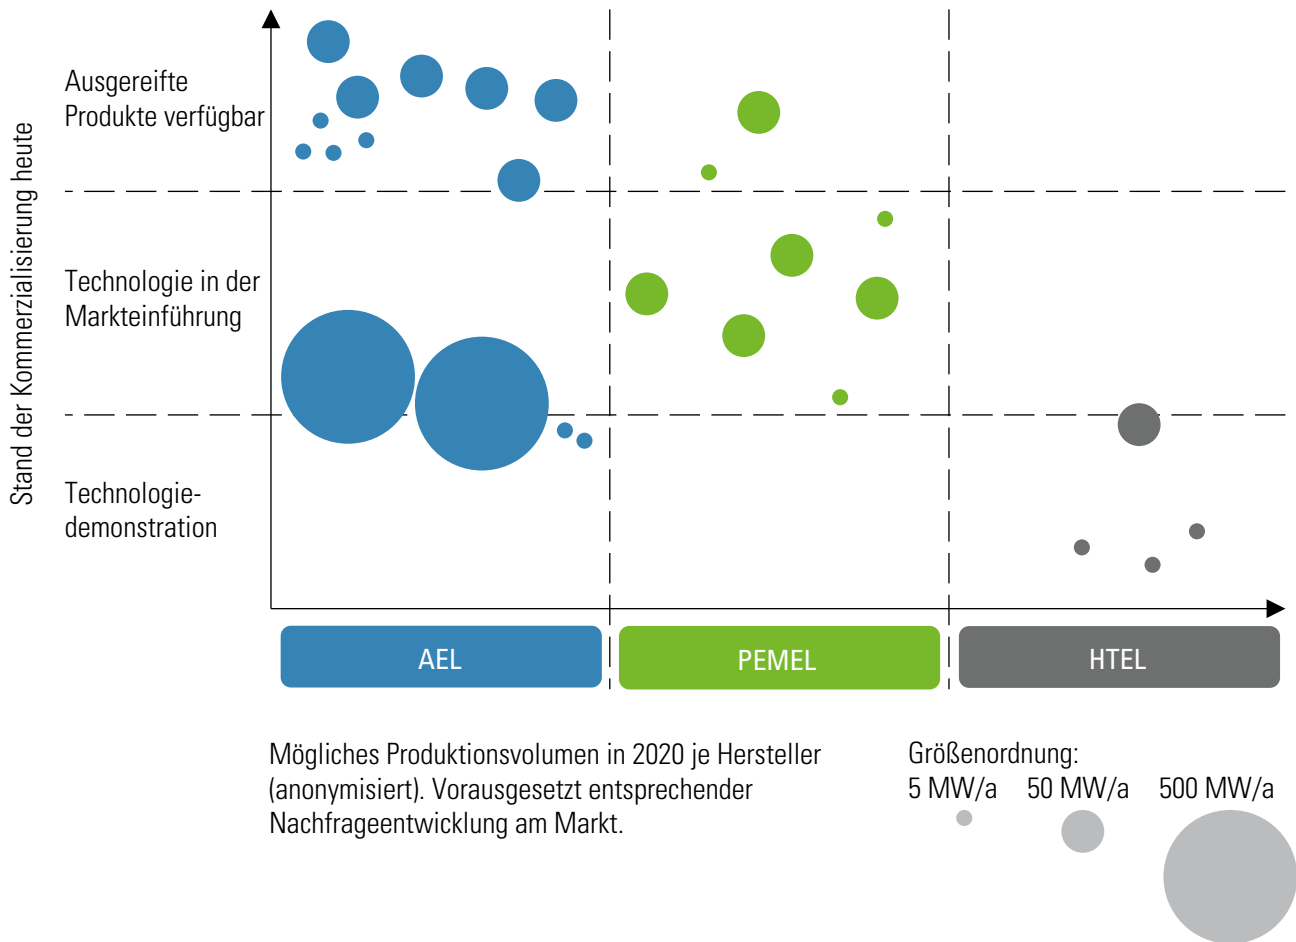 Stand der Kommerzialisierung heute
Ausgereifte
Produkte verfügbar
Technologie in der
Markteinführung
Technologie-
demonstration
AEL
PEMEL
HTEL
Mögliches Produktionsvolumen in 2020 je Hersteller
(anonymisiert). Vorausgesetzt entsprechender
Nachfrageentwicklung am Markt.
Größenordnung:
5 MW/a 50 MW/a 500 MW/a